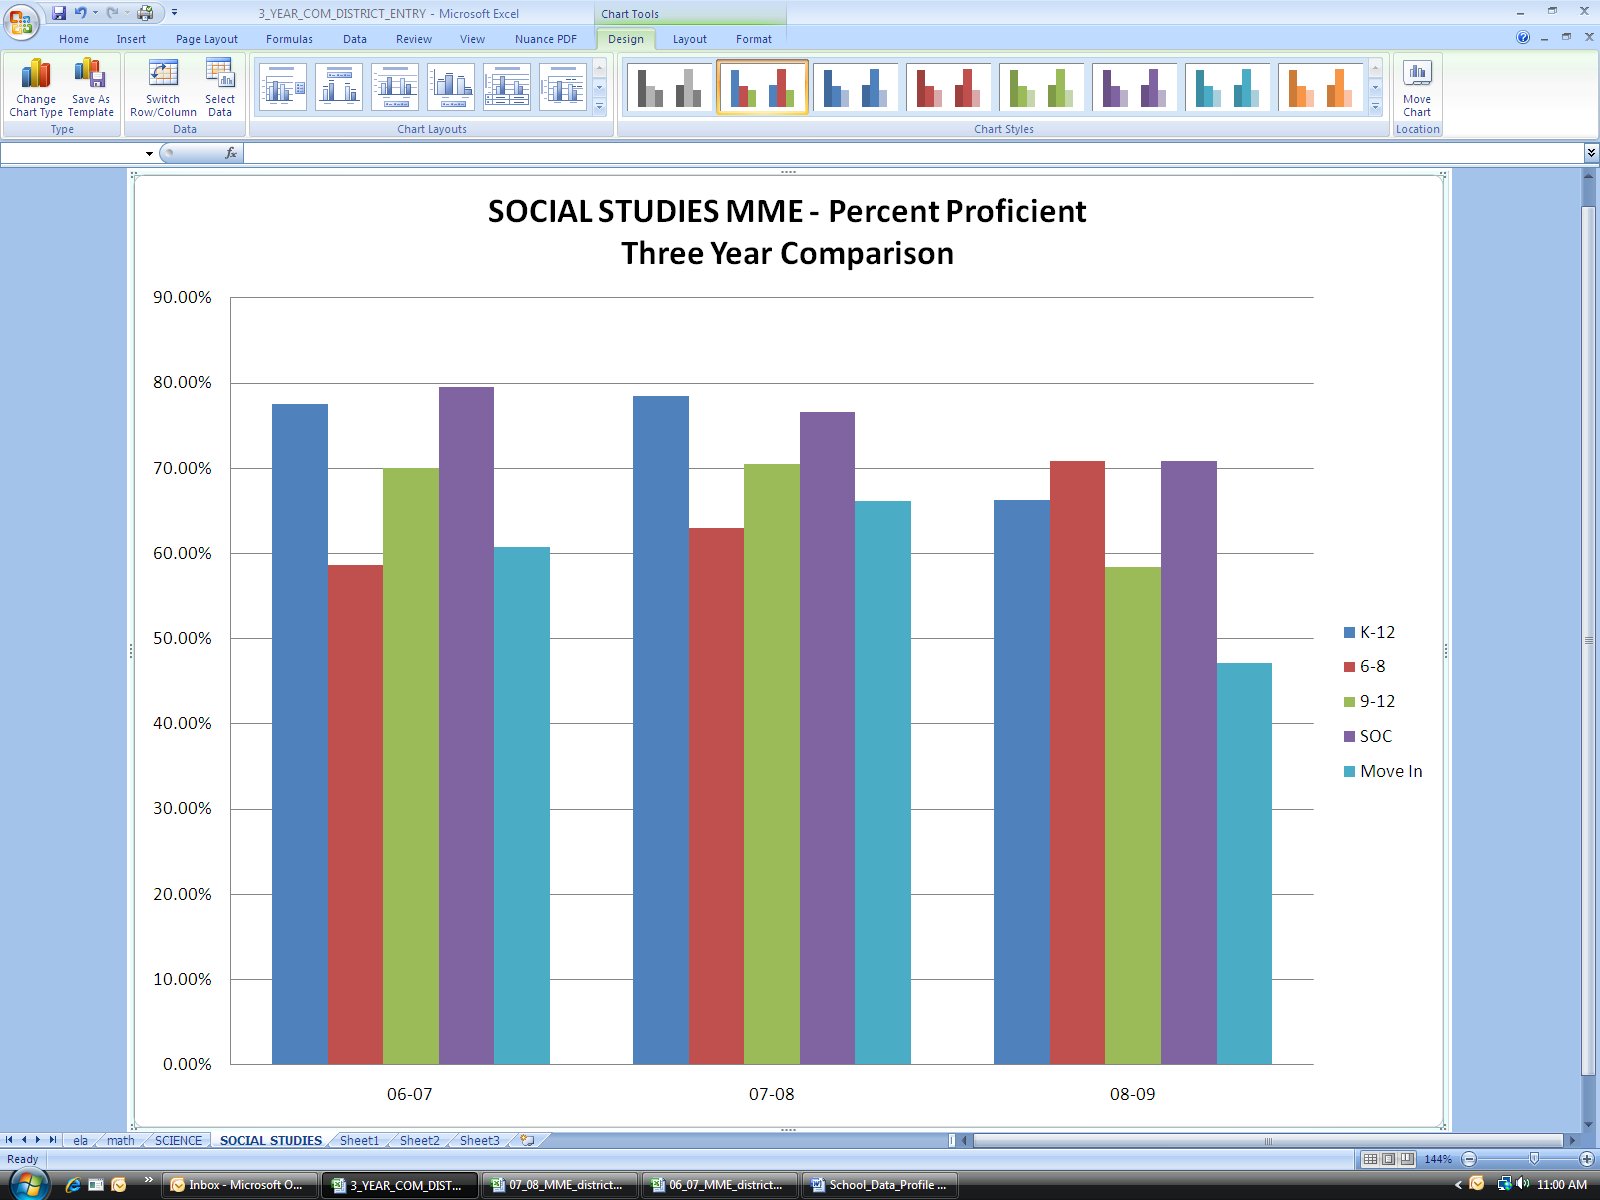 3_YEAR_COM_DISTRICT_ENTRY - Microsoft Excel
Chart Tools
Home Insert Page Layout Formulas Data Review View Nuance PDF Design Layout Format
Change Chart Type
Save As Template
Switch Row/Column
Select Data
Move Chart
Type Data Chart Layouts Chart Styles Location
fx
SOCIAL STUDIES MME - Percent Proficient
Three Year Comparison
90.00%
80.00%
70.00%
60.00%
50.00%
40.00%
30.00%
20.00%
10.00%
0.00%
06-07 07-08 08-09
K-12
6-8
9-12
SOC
Move In
ela math SCIENCE SOCIAL STUDIES Sheet1 Sheet2 Sheet3
Ready 144%
Inbox - Microsoft O... 3_YEAR_COM_DIST... 07_08_MME_district... 06_07_MME_district... School_Data_Profile ... 11:00 AM